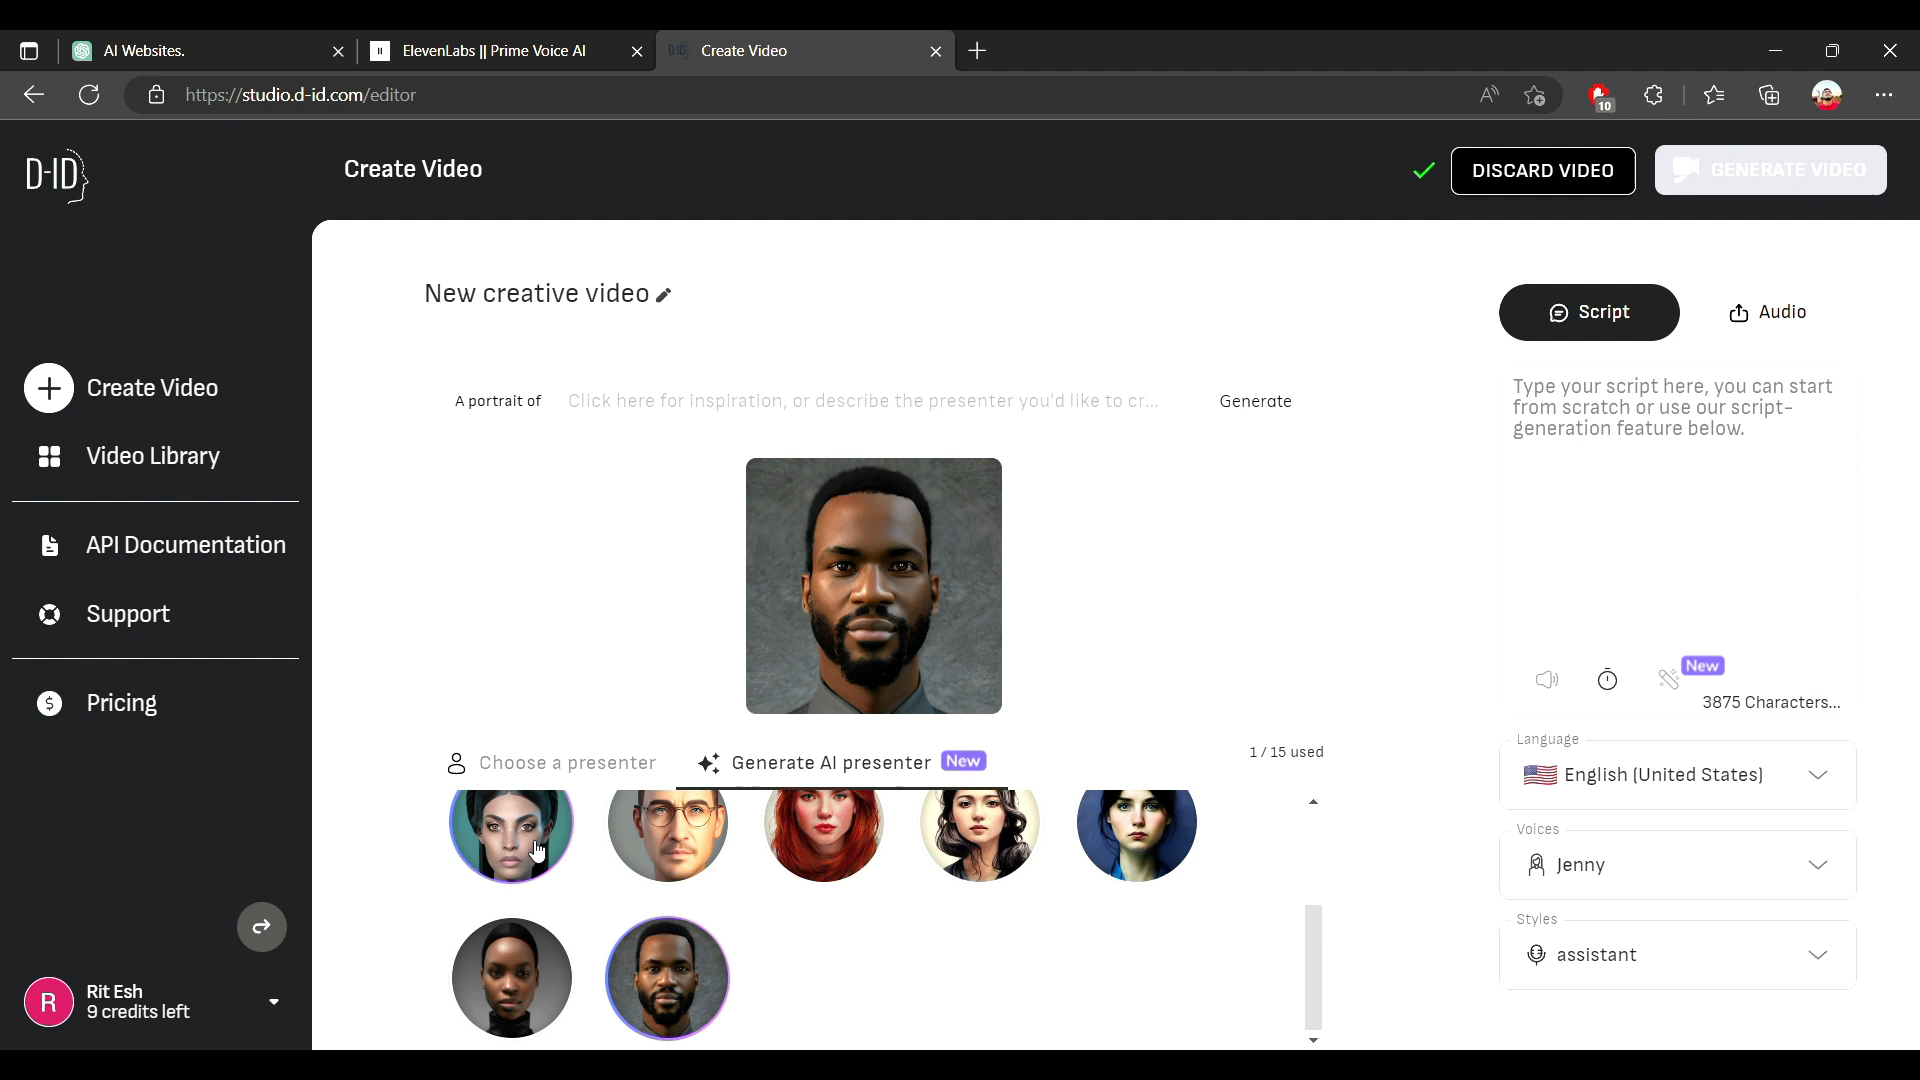 AI Websites.
ElevenLabs || Prime Voice AI
D-ID
Create Video
https://studio.d-id.com/editor
10
D-ID
Create Video
DISCARD VIDEO
GENERATE VIDEO
New creative video
Script
Audio
A portrait of
Click here for inspiration, or describe the presenter you'd like to cr...
Generate
Type your script here, you can start
from scratch or use our script-
generation feature below.
New
3875 Characters...
Create Video
Video Library
API Documentation
Support
Pricing
Choose a presenter
Generate AI presenter
New
1 / 15 used
Language
English (United States)
Voices
Jenny
Styles
assistant
R
Rit Esh
9 credits left